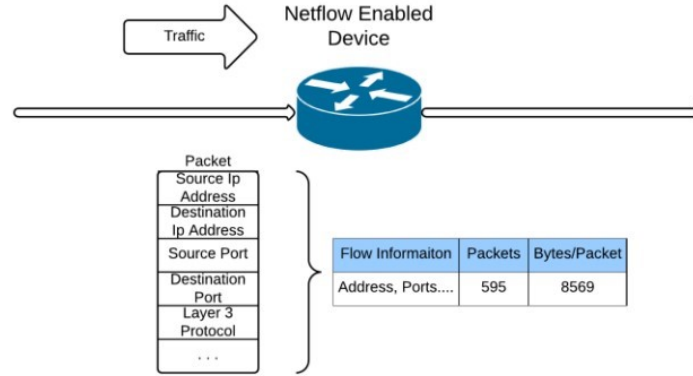 Netflow Enabled
Device
Traffic
Packet
Source Ip
Address
Destination
Ip Address
Source Port
Destination
Port
Layer 3
Protocol
. . .
Flow Informaiton Packets Bytes/Packet
Address, Ports.... 595 8569